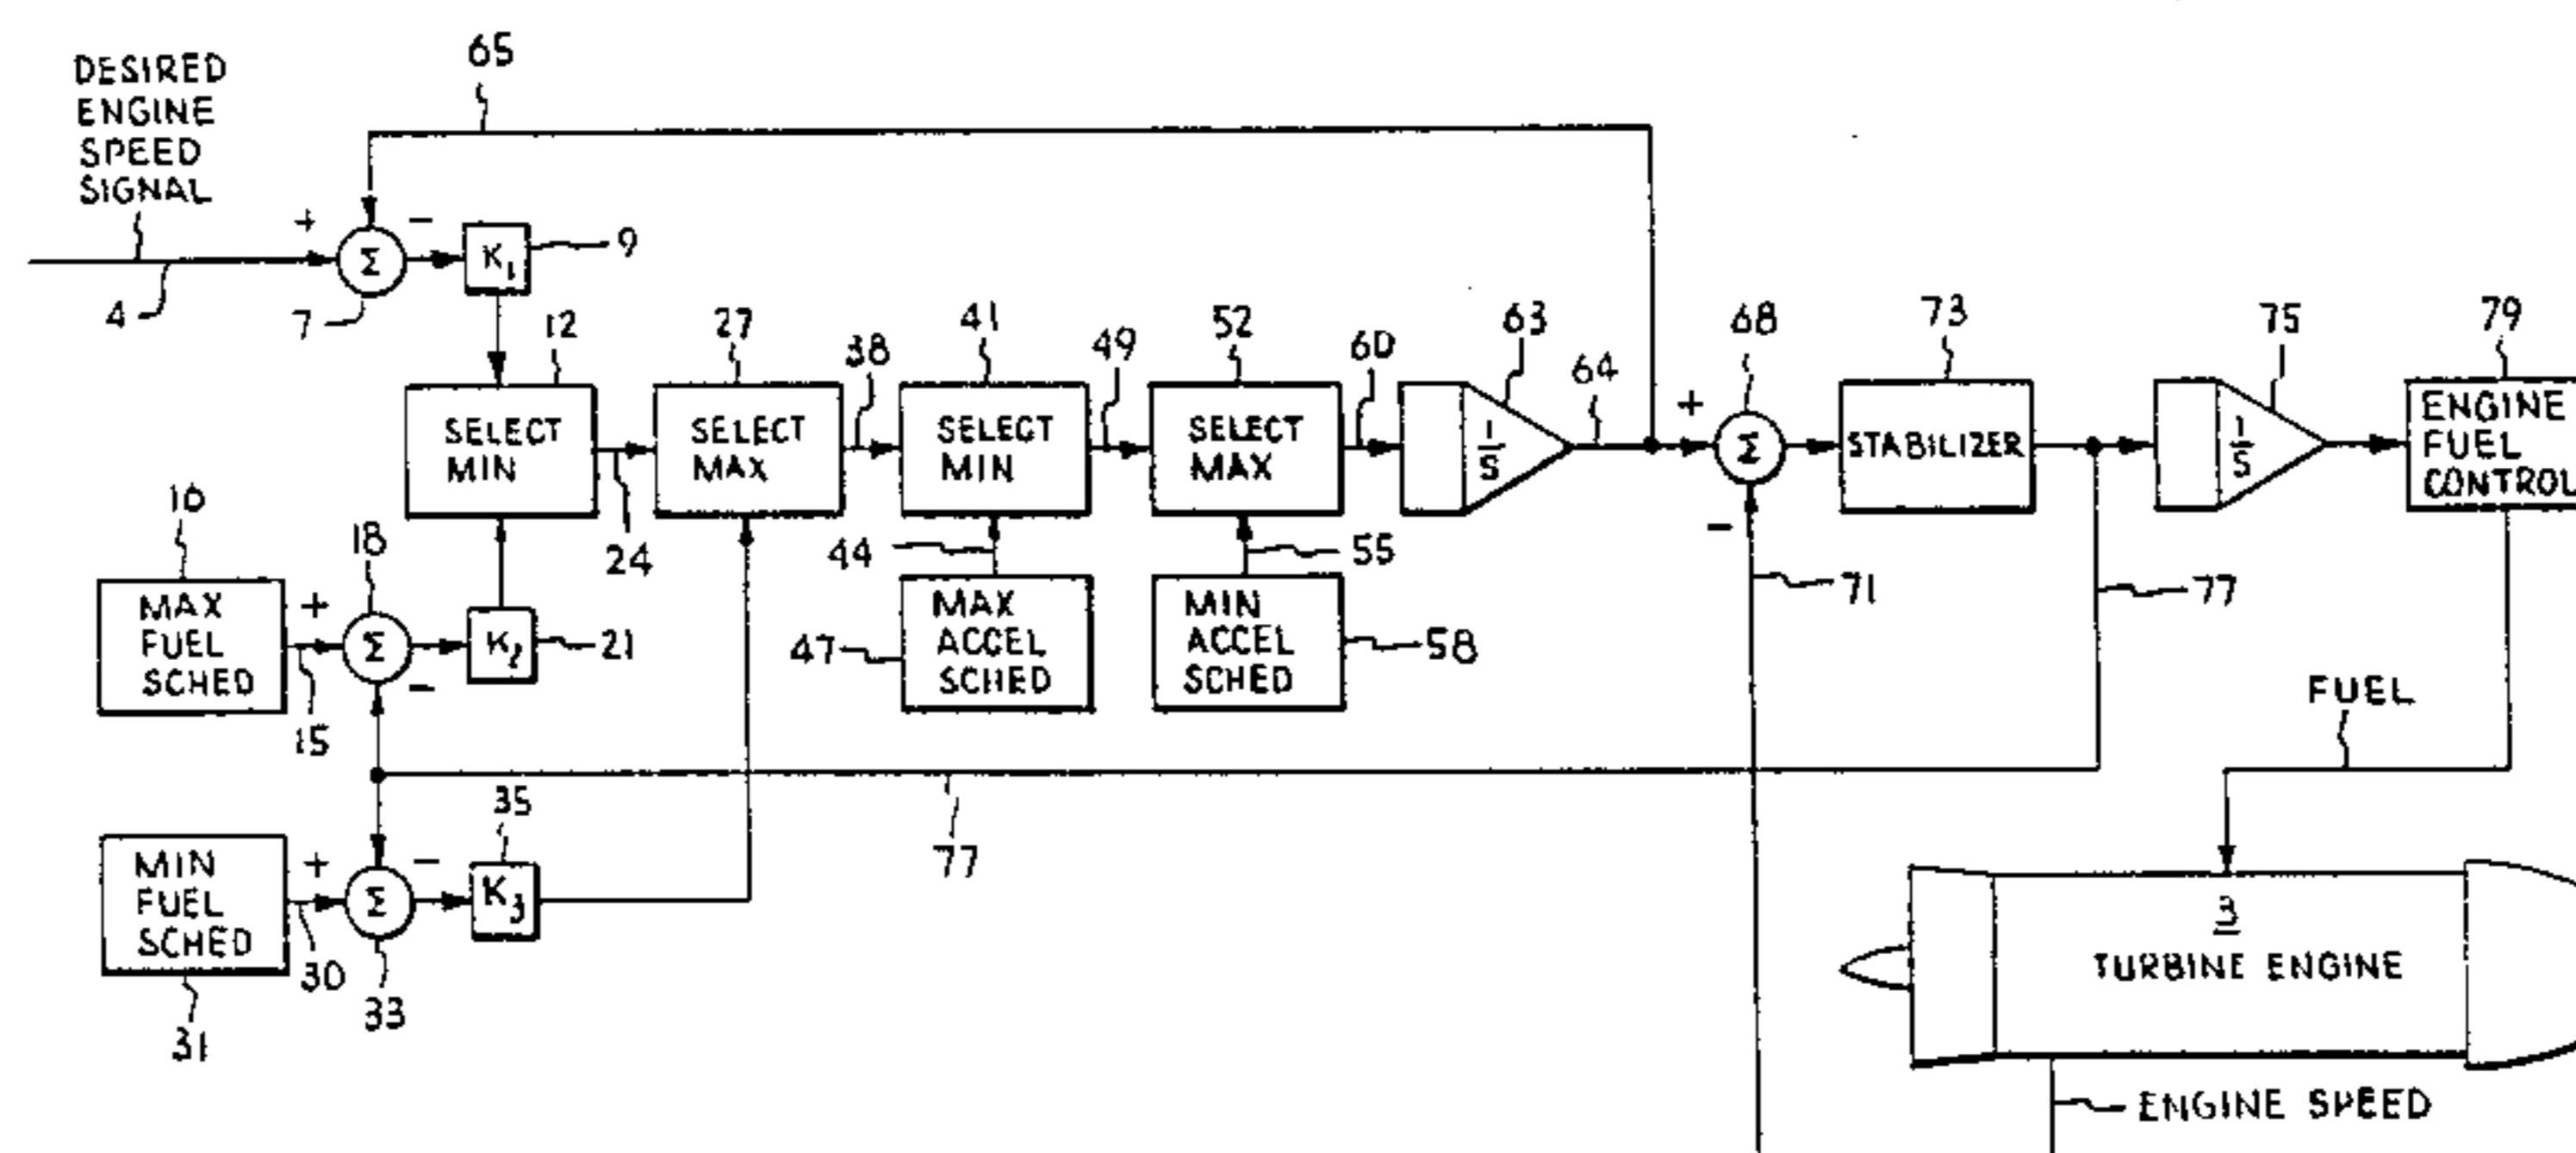 65
DESIRED
ENGINE
SPEED
SIGNAL
+
−
Σ
K₁
9
4
7
12
27
38
41
49
52
60
63
64
+
68
73
75
79
SELECT
MIN
SELECT
MAX
SELECT
MIN
SELECT
MAX
1/S
Σ
STABILIZER
1/S
ENGINE
FUEL
CONTROL
24
44
55
−
71
77
10
18
MAX
FUEL
SCHED
+
Σ
−
K₂
21
15
47
MAX
ACCEL
SCHED
MIN
ACCEL
SCHED
58
FUEL
35
77
MIN
FUEL
SCHED
+
Σ
−
K₃
30
31
33
3
TURBINE ENGINE
ENGINE SPEED